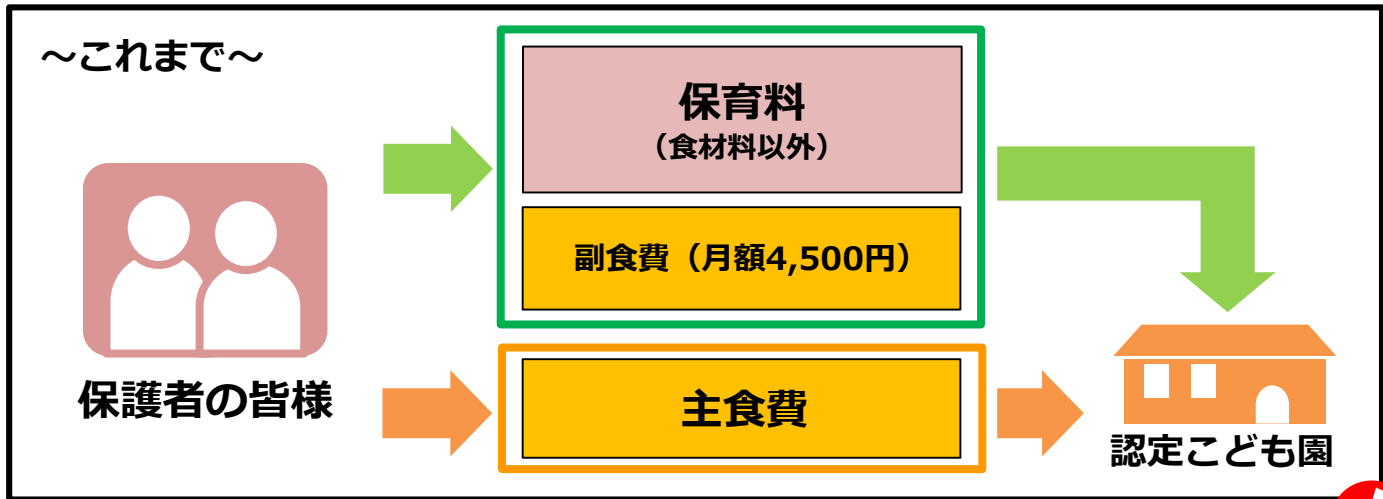 ～これまで～
保育料
（食材料以外）
副食費（月額4,500円）
保護者の皆様
主食費
認定こども園